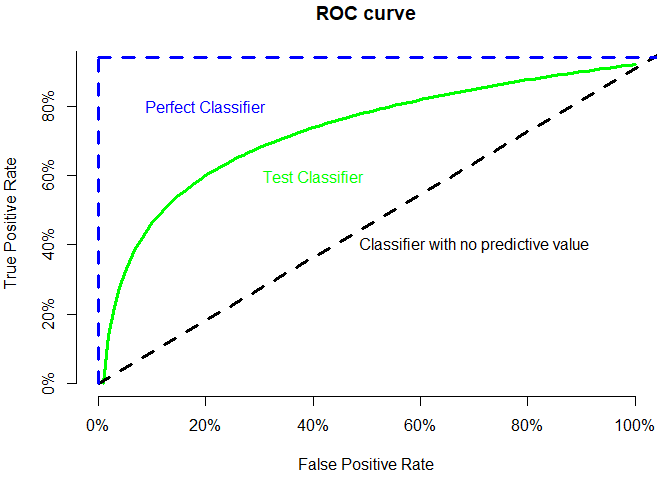 ROC curve
True Positive Rate
80%
60%
40%
20%
0%
Perfect Classifier
Test Classifier
Classifier with no predictive value
0%
20%
40%
60%
80%
100%
False Positive Rate